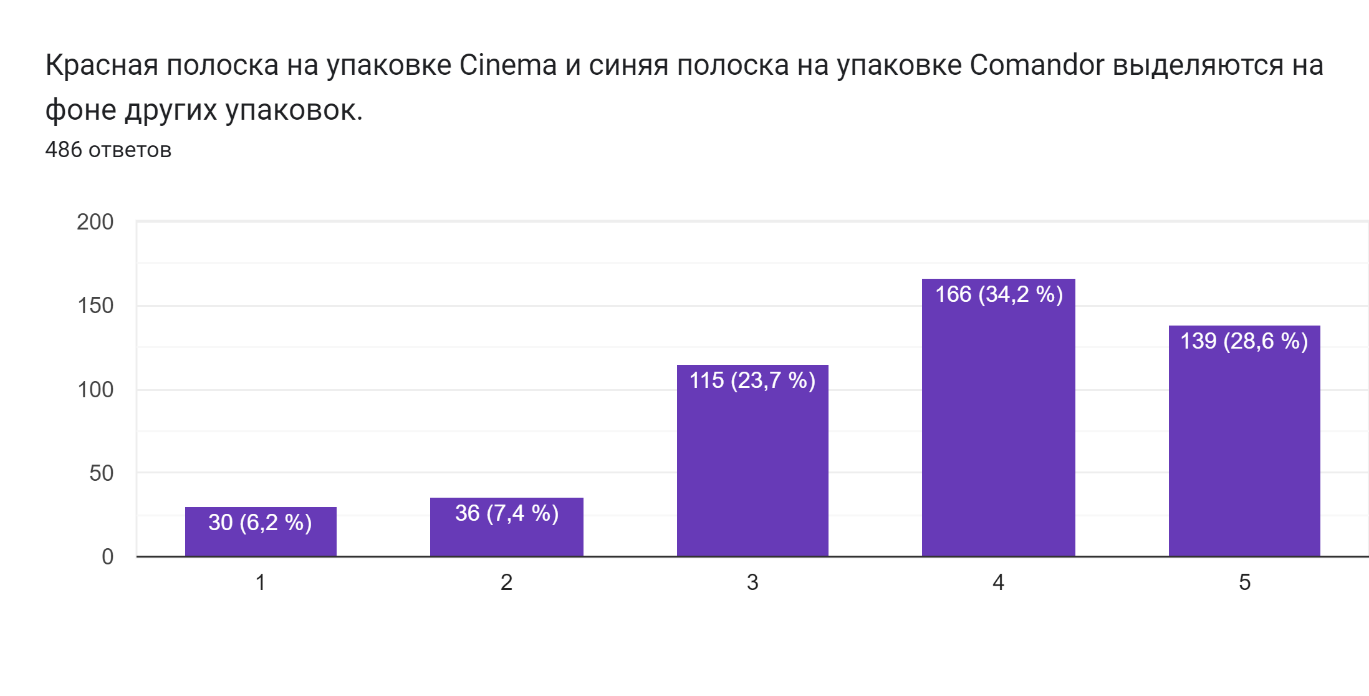 Красная полоска на упаковке Cinema и синяя полоска на упаковке Comandor выделяются на
фоне других упаковок.
486 ответов
200
150
100
50
0
30 (6,2 %)
36 (7,4 %)
115 (23,7 %)
166 (34,2 %)
139 (28,6 %)
1
2
3
4
5